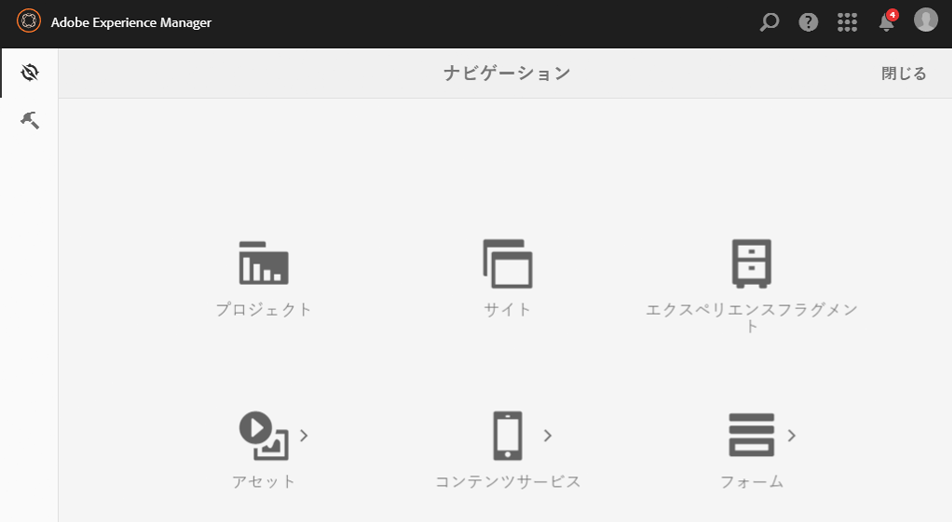 Adobe Experience Manager
4
ナビゲーション
閉じる
プロジェクト
サイト
エクスペリエンスフラグメン
ト
アセット
コンテンツサービス
フォーム